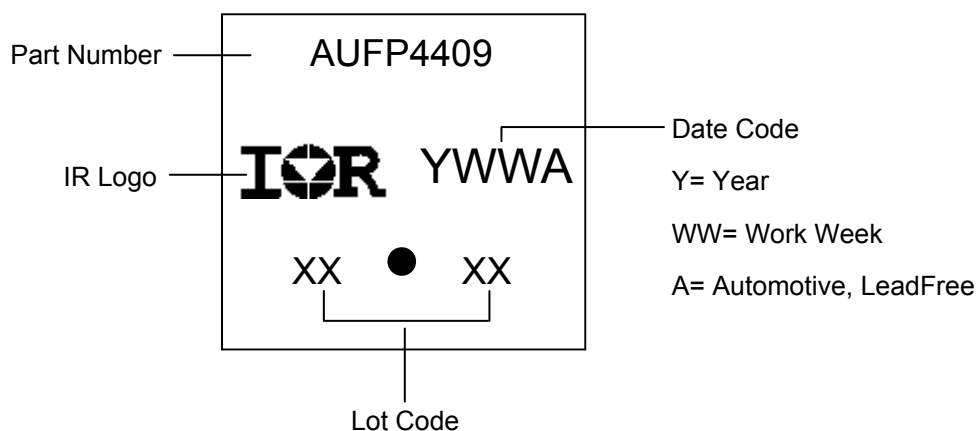 Part Number
AUFP4409
IR Logo
IOR
YWWA
Date Code
Y= Year
WW= Work Week
A= Automotive, LeadFree
XX
XX
Lot Code